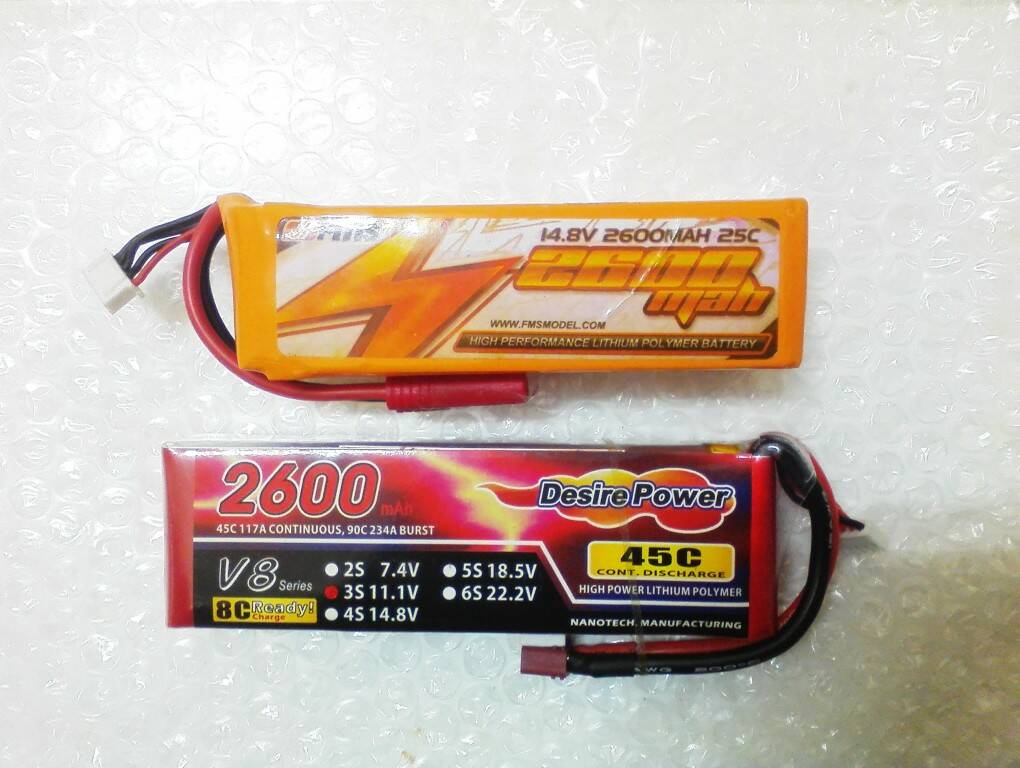 14.8V 2600MAH 25C
2600
mah
WWW.FMSMODEL.COM
HIGH PERFORMANCE LITHIUM POLYMER BATTERY
2600 mAh
45C 117A CONTINUOUS, 90C 234A BURST
Desire Power
V8 Series
8C Ready!
Charge
2S 7.4V
3S 11.1V
4S 14.8V
5S 18.5V
6S 22.2V
45C
CONT. DISCHARGE
HIGH POWER LITHIUM POLYMER
NANOTECH. MANUFACTURING